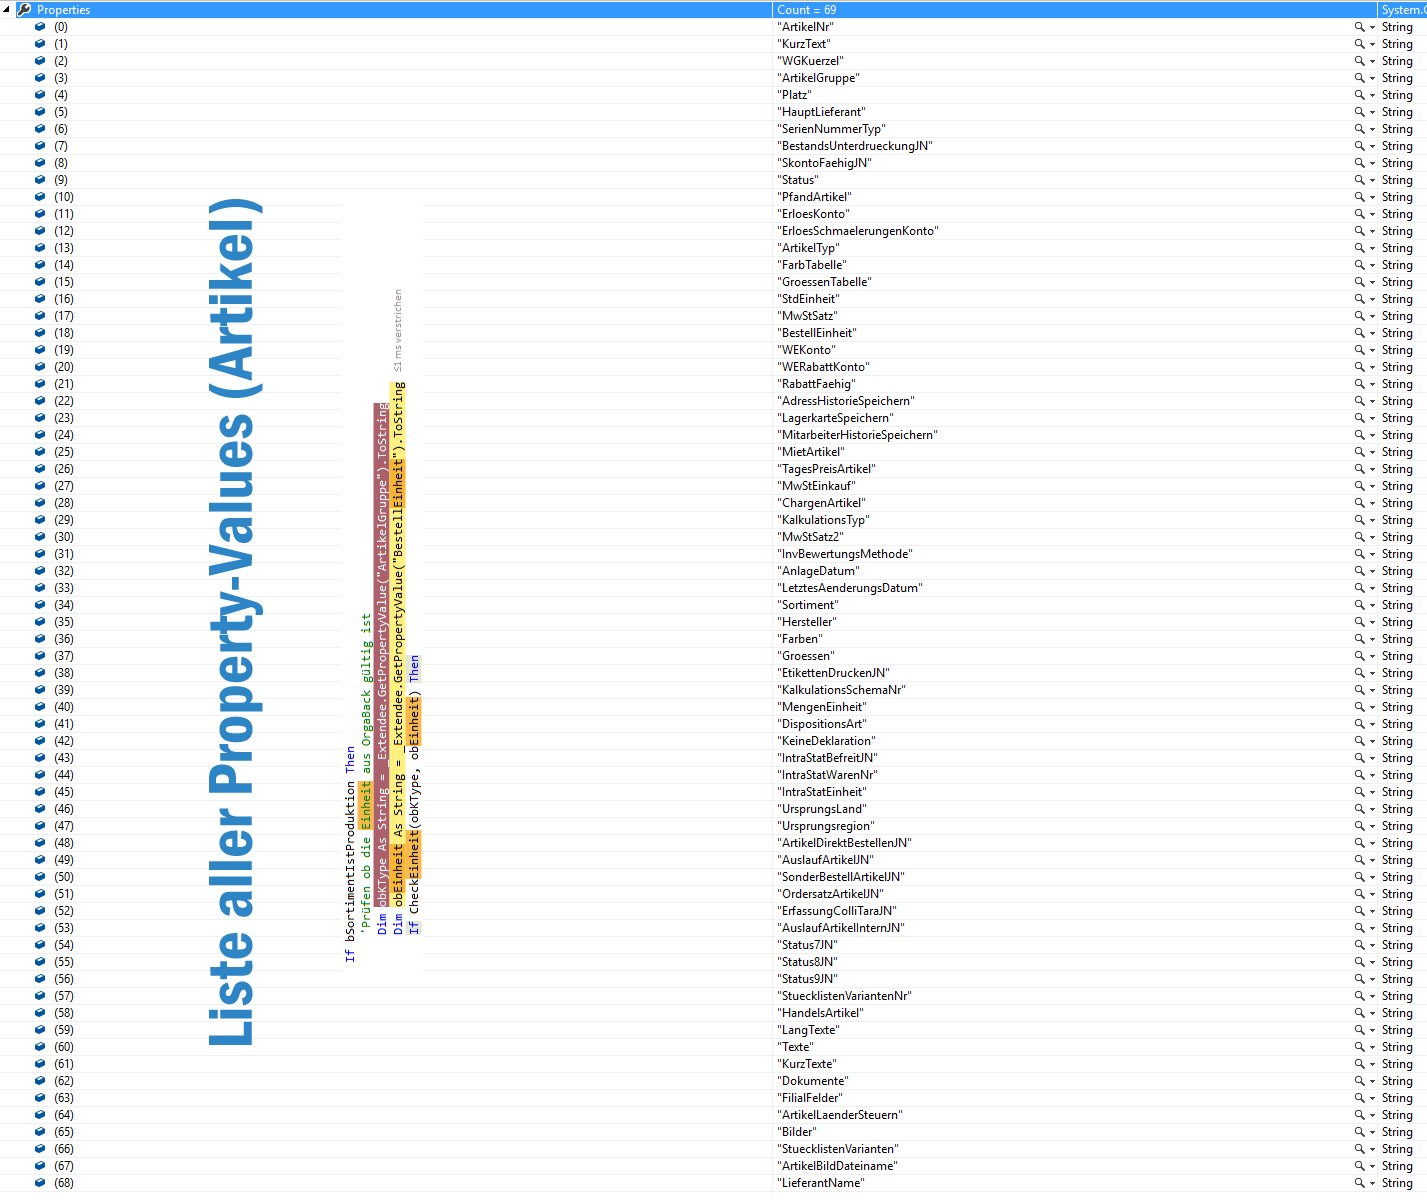 Properties Count = 69 System.C
(0) "ArtikelNr" String
(1) "KurzText" String
(2) "WGKuerzel" String
(3) "ArtikelGruppe" String
(4) "Platz" String
(5) "HauptLieferant" String
(6) "SerienNummerTyp" String
(7) "BestandsUnterdrueckungJN" String
(8) "SkontoFaehigJN" String
(9) "Status" String
(10) "PfandArtikel" String
(11) "ErloesKonto" String
(12) "ErloesSchmaelerungenKonto" String
(13) "ArtikelTyp" String
(14) "FarbTabelle" String
(15) "GroessenTabelle" String
(16) "StdEinheit" String
(17) "MwStSatz" String
(18) "BestellEinheit" String
(19) "WEKonto" String
(20) "WERabattKonto" String
(21) "RabattFaehig" String
(22) "AdressHistorieSpeichern" String
(23) "LagerkarteSpeichern" String
(24) "MitarbeiterHistorieSpeichern" String
(25) "MietArtikel" String
(26) "TagesPreisArtikel" String
(27) "MwStEinkauf" String
(28) "ChargenArtikel" String
(29) "KalkulationsTyp" String
(30) "MwStSatz2" String
(31) "InvBewertungsMethode" String
(32) "AnlageDatum" String
(33) "LetztesAenderungsDatum" String
(34) "Sortiment" String
(35) "Hersteller" String
(36) "Farben" String
(37) "Groessen" String
(38) "EtikettenDruckenJN" String
(39) "KalkulationsSchemaNr" String
(40) "MengenEinheit" String
(41) "DispositionsArt" String
(42) "KeineDeklaration" String
(43) "IntraStatBefreitJN" String
(44) "IntraStatWarenNr" String
(45) "IntraStatEinheit" String
(46) "UrsprungsLand" String
(47) "Ursprungsregion" String
(48) "ArtikelDirektBestellenJN" String
(49) "AuslaufArtikelJN" String
(50) "SonderBestellArtikelJN" String
(51) "OrdersatzArtikelJN" String
(52) "ErfassungColliTaraJN" String
(53) "AuslaufArtikelInternJN" String
(54) "Status7JN" String
(55) "Status8JN" String
(56) "Status9JN" String
(57) "StuecklistenVariantenNr" String
(58) "HandelsArtikel" String
(59) "LangTexte" String
(60) "Texte" String
(61) "KurzTexte" String
(62) "Dokumente" String
(63) "FilialFelder" String
(64) "ArtikelLaenderSteuern" String
(65) "Bilder" String
(66) "StuecklistenVarianten" String
(67) "ArtikelBildDateiname" String
(68) "LieferantName" String
Liste aller Property-Values (Artikel)
If bSortimentIstProduktion Then
'Prüfen ob die Einheit aus OrgaBack gültig ist
Dim obKType As String = _Extendee.GetPropertyValue("ArtikelGruppe").ToString
Dim obEinheit As String = _Extendee.GetPropertyValue("BestellEinheit").ToString ≤1 ms verstrichen
If CheckEinheit(obKType, obEinheit) Then